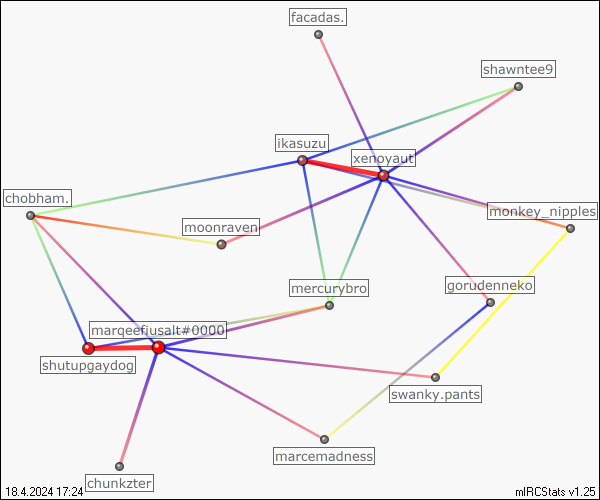 facadas.
shawntee9
ikasuzu
xenoyaut
chobham.
monkey_nipples
moonraven
gorudenneko
mercurybro
marqeefiusalt#0000
shutupgaydog
swanky.pants
marcemadness
chunkzter
18.4.2024 17:24
mIRCStats v1.25